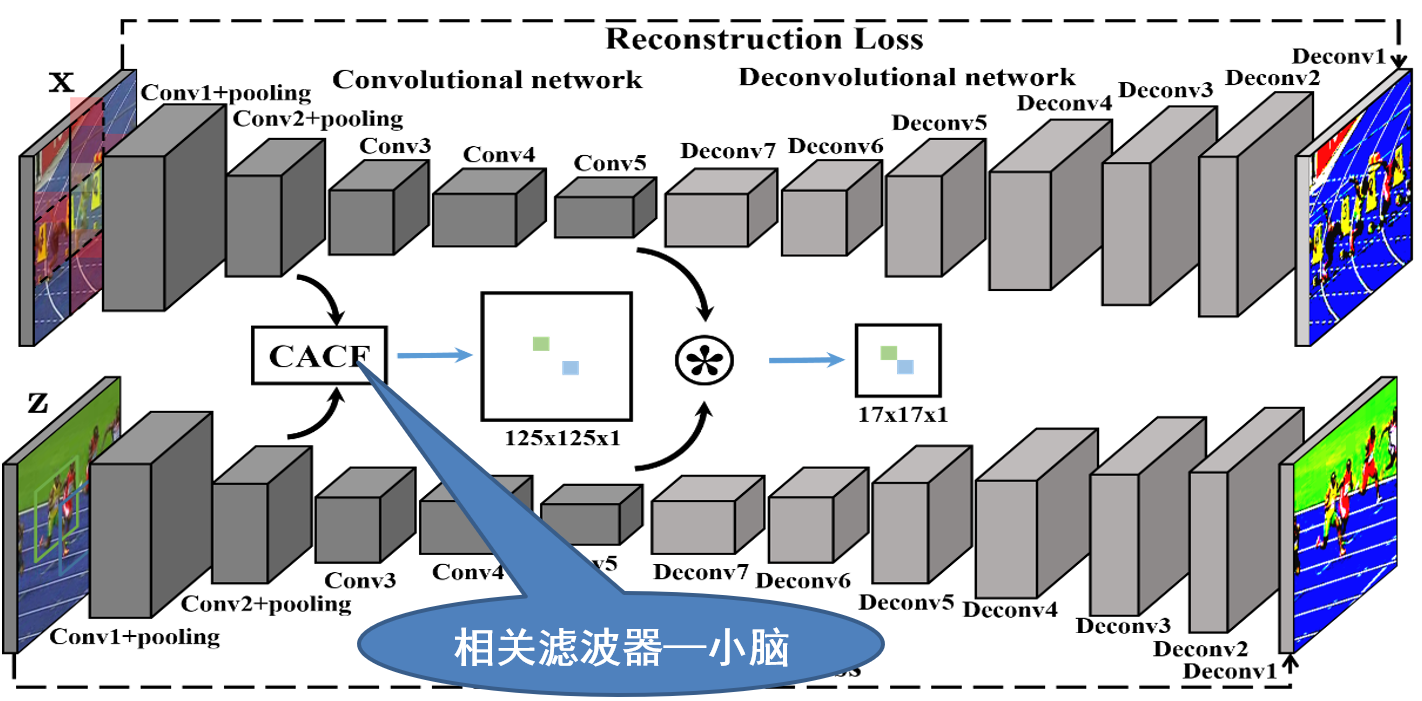 Reconstruction Loss
X
Convolutional network
Deconvolutional network
Conv1+pooling
Conv2+pooling
Conv3
Conv4
Conv5
Deconv7
Deconv6
Deconv5
Deconv4
Deconv3
Deconv2
Deconv1
CACF
125x125x1
17x17x1
Z
Conv1+pooling
Conv2+pooling
Conv3
Conv4
Deconv7
Deconv6
Deconv5
Deconv4
Deconv3
Deconv2
Deconv1
相关滤波器—小脑